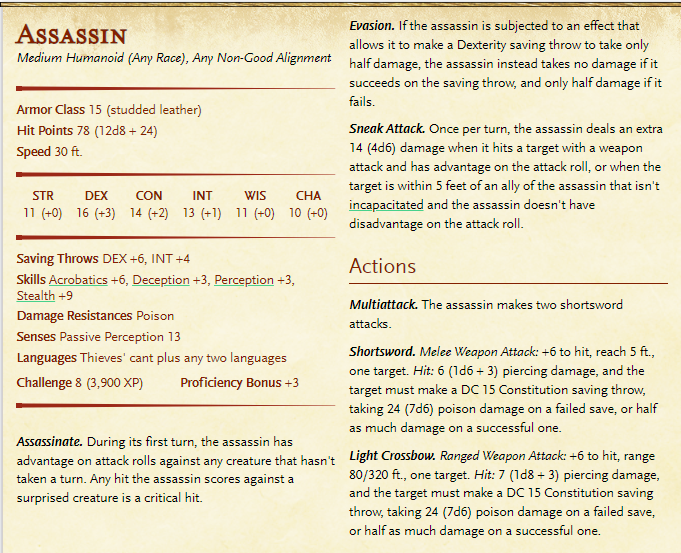 Assassin
Medium Humanoid (Any Race), Any Non-Good Alignment
Armor Class 15 (studded leather)
Hit Points 78 (12d8 + 24)
Speed 30 ft.
STR DEX CON INT WIS CHA
11 (+0) 16 (+3) 14 (+2) 13 (+1) 11 (+0) 10 (+0)
Saving Throws DEX +6, INT +4
Skills Acrobatics +6, Deception +3, Perception +3,
Stealth +9
Damage Resistances Poison
Senses Passive Perception 13
Languages Thieves' cant plus any two languages
Challenge 8 (3,900 XP) Proficiency Bonus +3
Assassinate. During its first turn, the assassin has
advantage on attack rolls against any creature that hasn't
taken a turn. Any hit the assassin scores against a
surprised creature is a critical hit.
Evasion. If the assassin is subjected to an effect that
allows it to make a Dexterity saving throw to take only
half damage, the assassin instead takes no damage if it
succeeds on the saving throw, and only half damage if it
fails.
Sneak Attack. Once per turn, the assassin deals an extra
14 (4d6) damage when it hits a target with a weapon
attack and has advantage on the attack roll, or when the
target is within 5 feet of an ally of the assassin that isn't
incapacitated and the assassin doesn't have
disadvantage on the attack roll.
Actions
Multiattack. The assassin makes two shortsword
attacks.
Shortsword. Melee Weapon Attack: +6 to hit, reach 5 ft.,
one target. Hit: 6 (1d6 + 3) piercing damage, and the
target must make a DC 15 Constitution saving throw,
taking 24 (7d6) poison damage on a failed save, or half
as much damage on a successful one.
Light Crossbow. Ranged Weapon Attack: +6 to hit, range
80/320 ft., one target. Hit: 7 (1d8 + 3) piercing damage,
and the target must make a DC 15 Constitution saving
throw, taking 24 (7d6) poison damage on a failed save,
or half as much damage on a successful one.